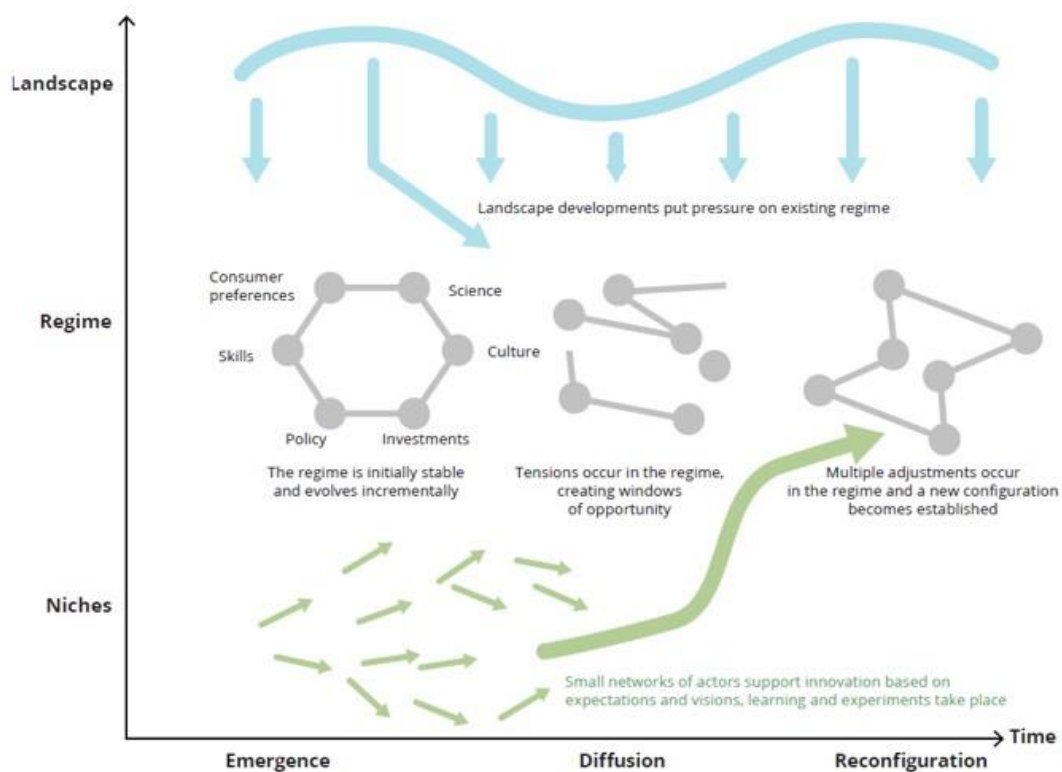 Landscape
Landscape developments put pressure on existing regime
Consumer
preferences
Science
Regime
Skills
Culture
Policy
Investments
The regime is initially stable
and evolves incrementally
Tensions occur in the regime,
creating windows
of opportunity
Multiple adjustments occur
in the regime and a new configuration
becomes established
Niches
Small networks of actors support innovation based on
expectations and visions, learning and experiments take place
Time
Emergence
Diffusion
Reconfiguration